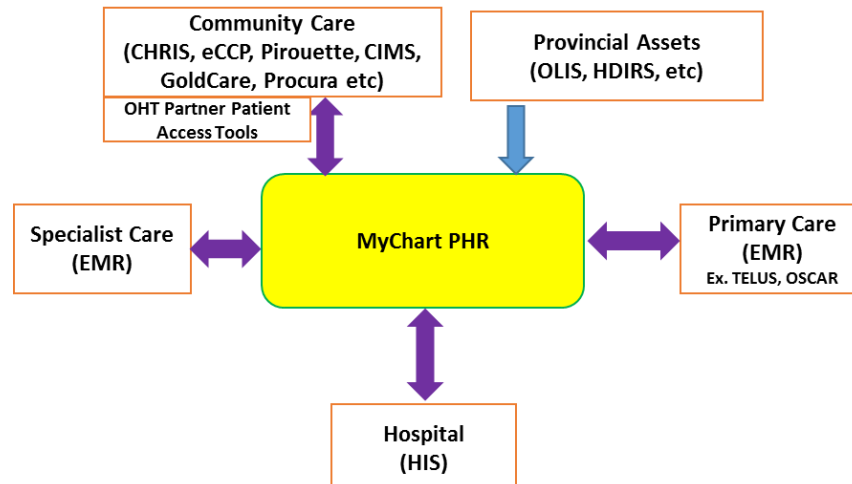 Community Care
(CHRIS, eCCP, Pirouette, CIMS,
GoldCare, Procura etc)
OHT Partner Patient
Access Tools
Provincial Assets
(OLIS, HDIRS, etc)
Specialist Care
(EMR)
MyChart PHR
Primary Care
(EMR)
Ex. TELUS, OSCAR
Hospital
(HIS)